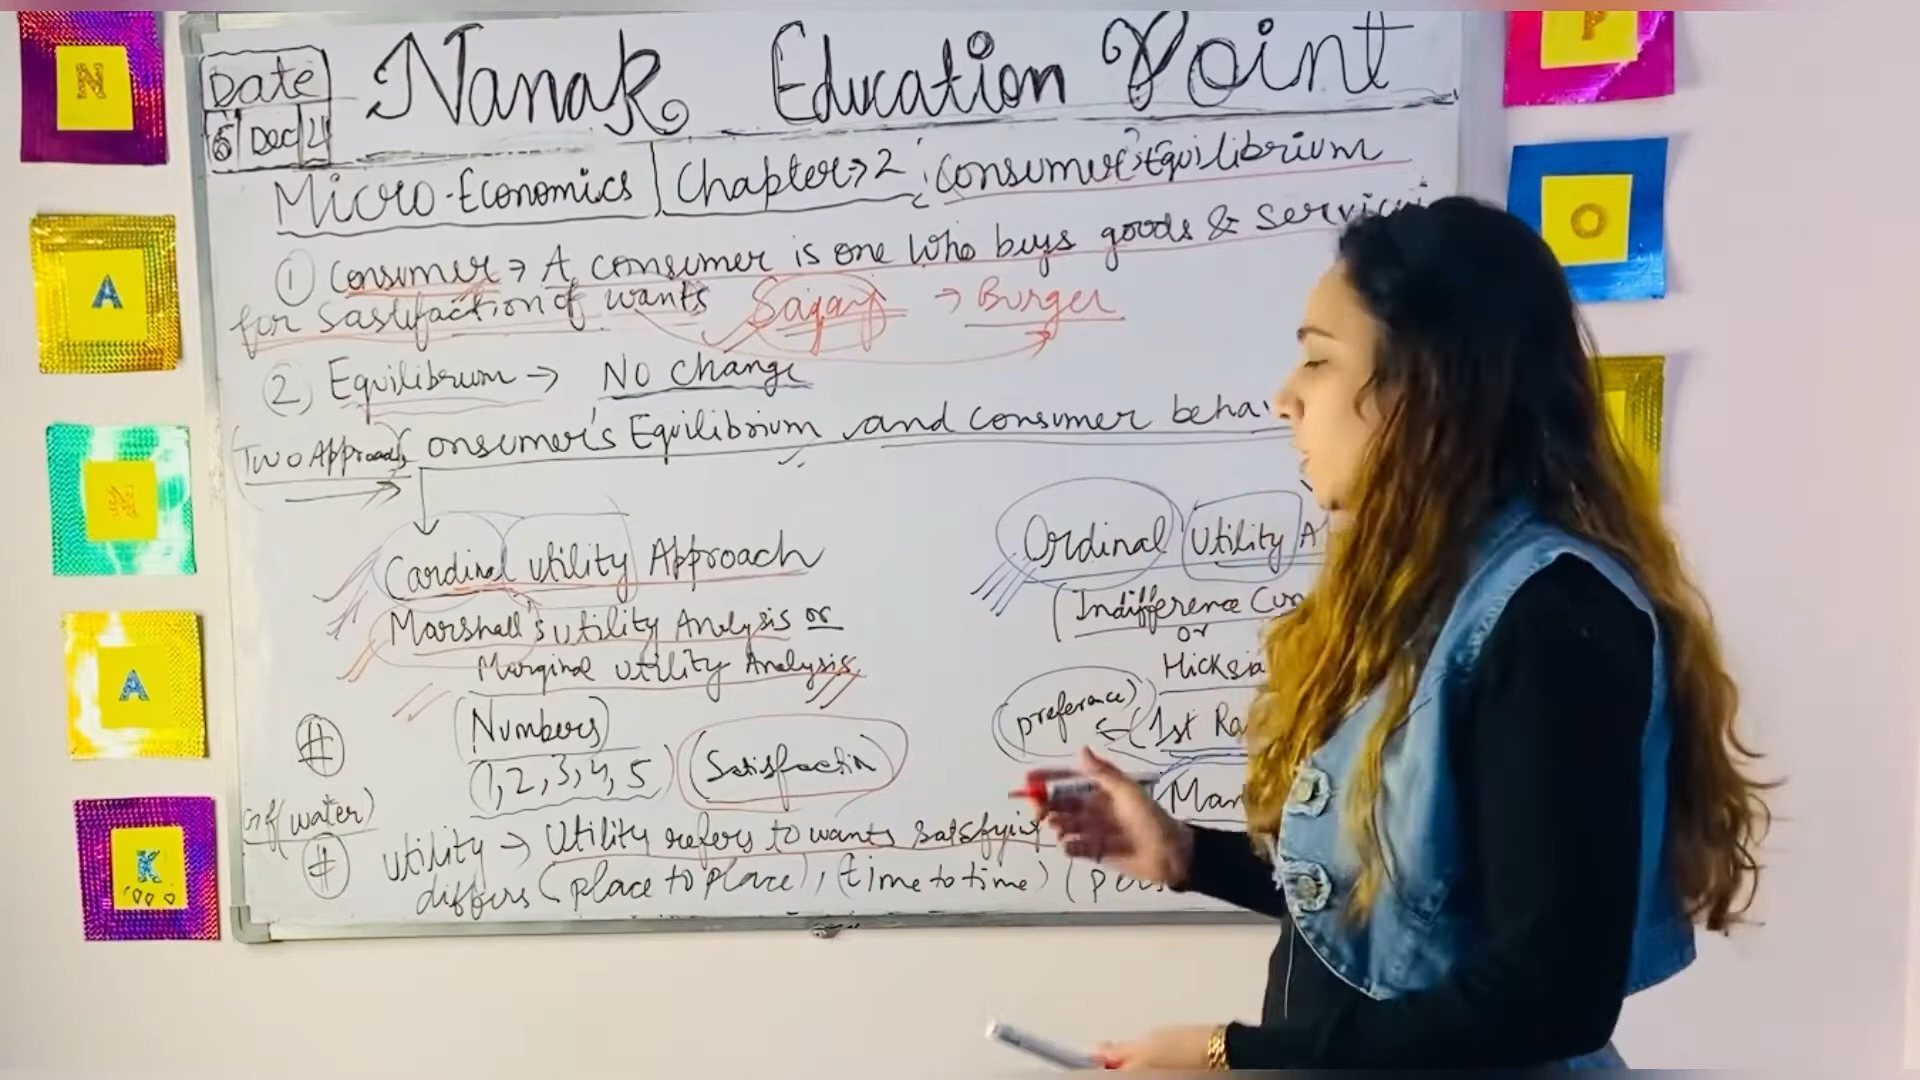 Nanak Education Point
Date
5 Dec 24
Micro-Economics | Chapter→2 : Consumer's Equilibrium
① Consumer → A consumer is one who buys goods & services
for sastifaction of wants Sagar → Burger
② Equilibrium → No change
Two Approach
Consumer's Equilibrium and consumer beha
Cardinal utility Approach
Marshall's utility Analysis or
Marginal utility Analysis
(Numbers)
(1,2,3,4,5) (Satisfaction)
Ordinal Utility A
(Indifference Cur
or
Hicksia
(preference) ← (1st Ra
Mar
#
(water)
# Utility → Utility refers to wants satisfying
differs (place to place), (time to time) (pers
N
A
N
A
K
P
O